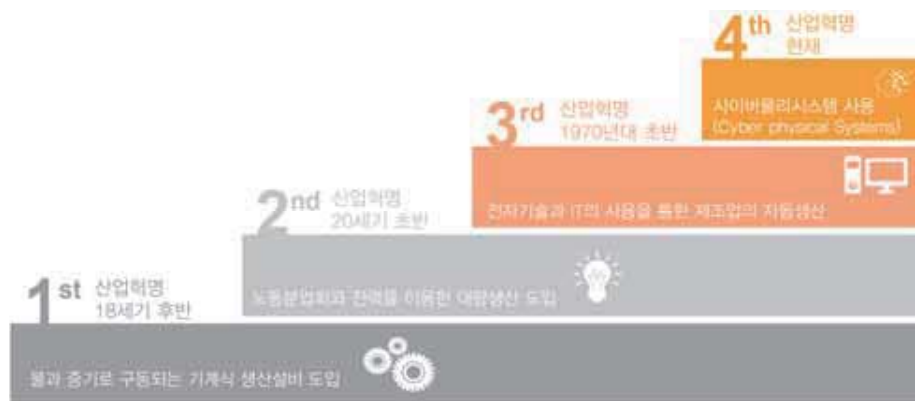 4th 산업혁명
현재
사이버물리시스템 사용
(Cyber physical Systems)
3rd 산업혁명
1970년대 초반
전자기술과 IT의 사용을 통한 제조업의 자동생산
2nd 산업혁명
20세기 초반
노동분업화와 전력을 이용한 대량생산 도입
1st 산업혁명
18세기 후반
물과 증기로 구동되는 기계식 생산설비 도입